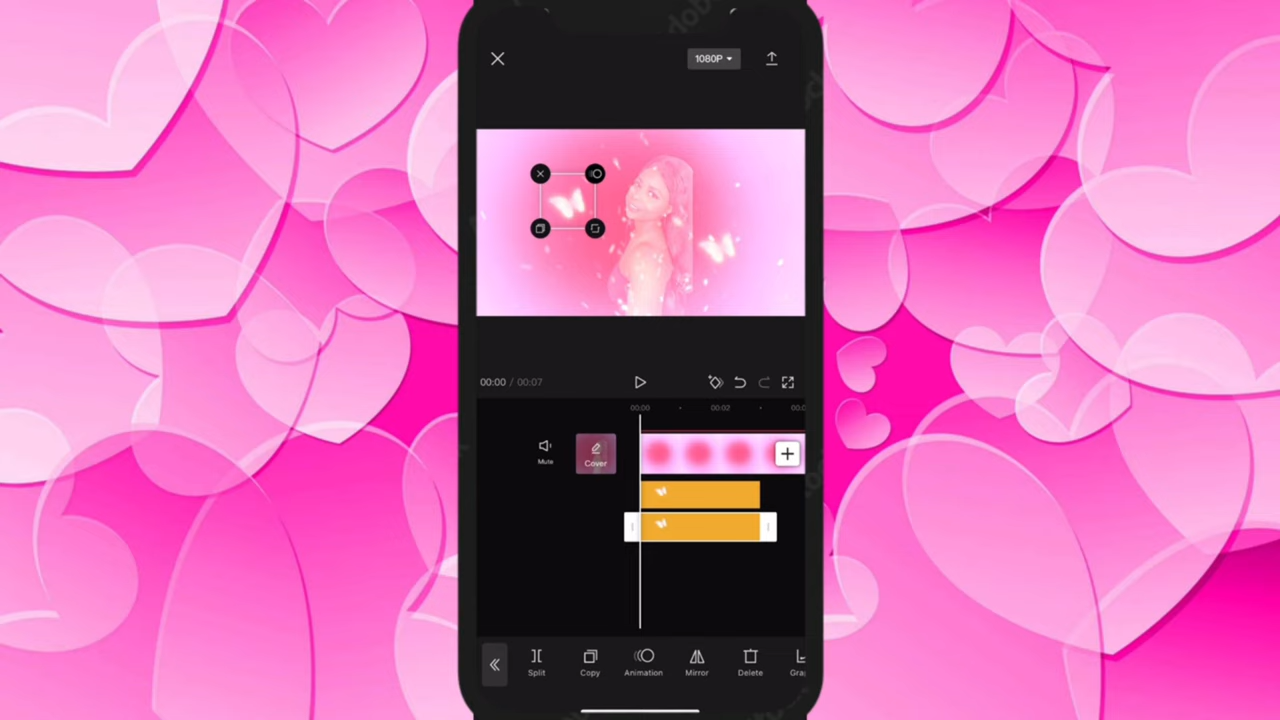 1080P
00:00 / 00:07
00:00
00:02
Mute
Cover
Split
Copy
Animation
Mirror
Delete